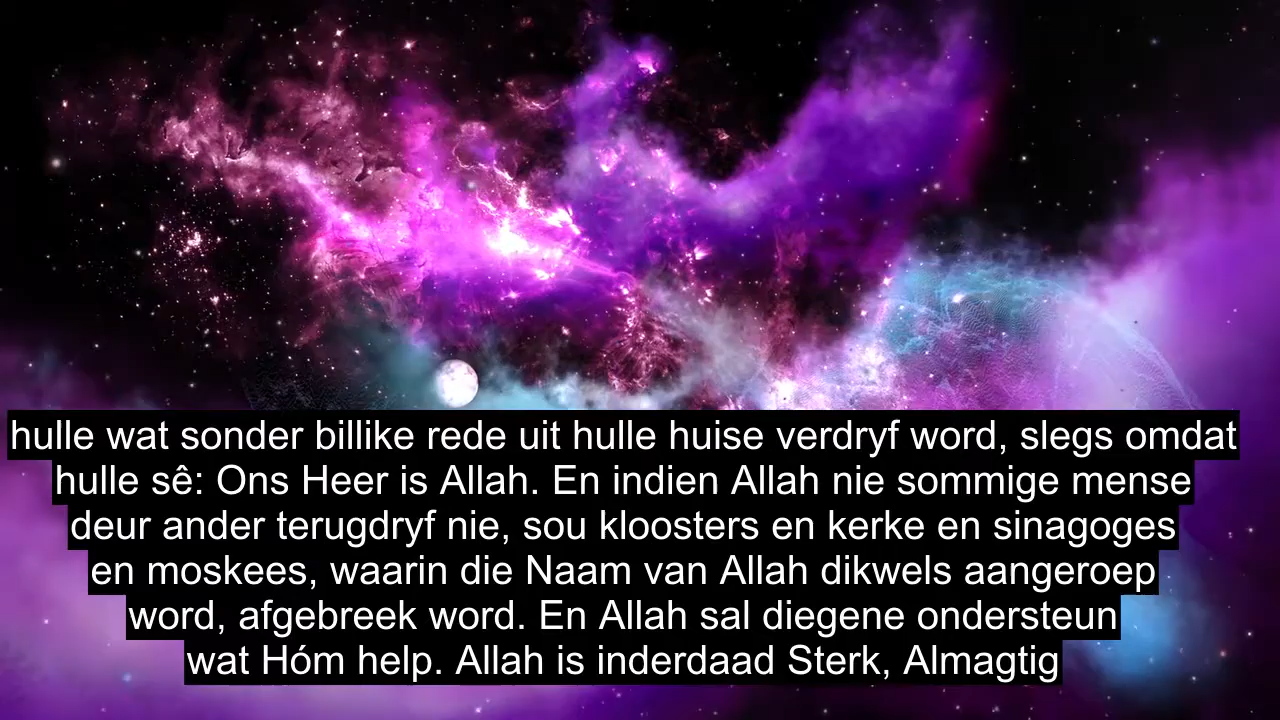 hulle wat sonder billike rede uit hulle huise verdryf word, slegs omdat
hulle sê: Ons Heer is Allah. En indien Allah nie sommige mense
deur ander terugdryf nie, sou kloosters en kerke en sinagoges
en moskees, waarin die Naam van Allah dikwels aangeroep
word, afgebreek word. En Allah sal diegene ondersteun
wat Hóm help. Allah is inderdaad Sterk, Almagtig